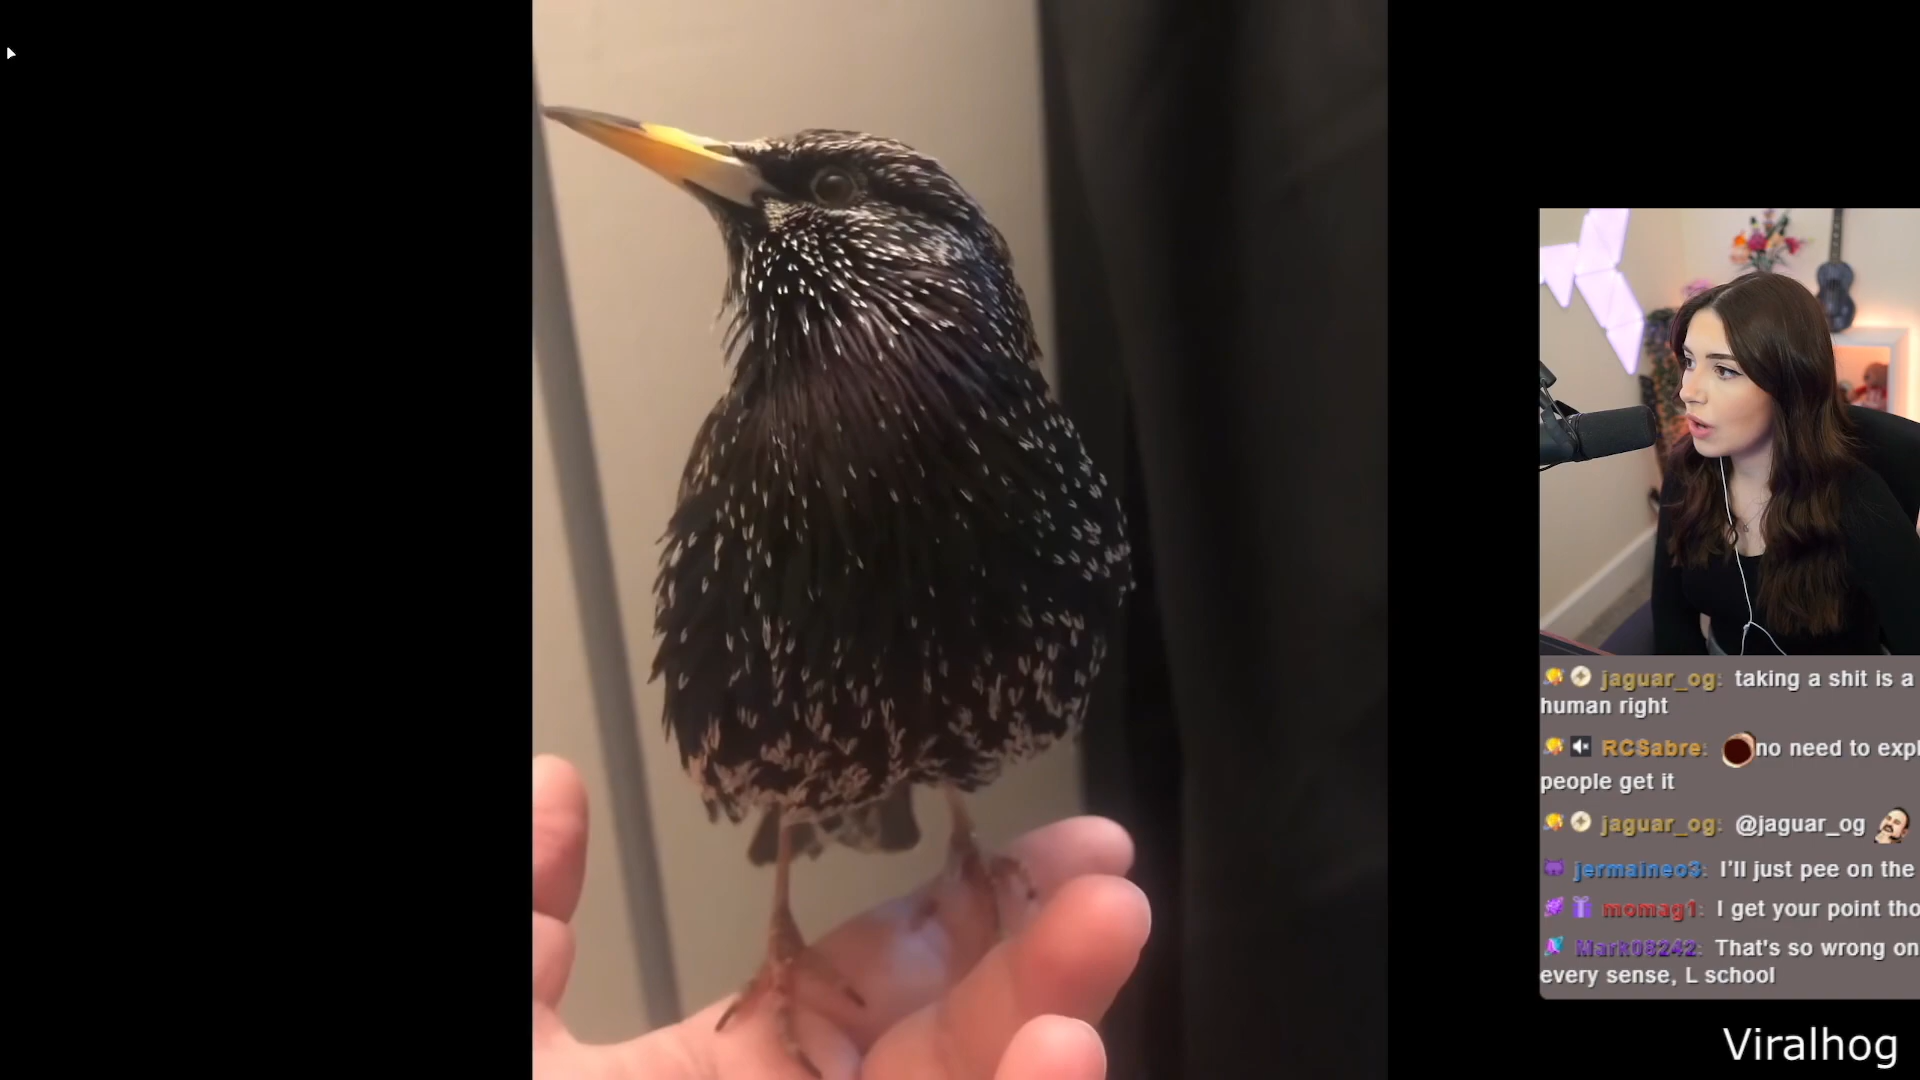 jaguar_og: taking a shit is a
human right
RCSabre: no need to expl
people get it
jaguar_og: @jaguar_og
jermaineo3: I'll just pee on the
momag1: I get your point tho
MarK08242: That's so wrong on
every sense, L school
Viralhog